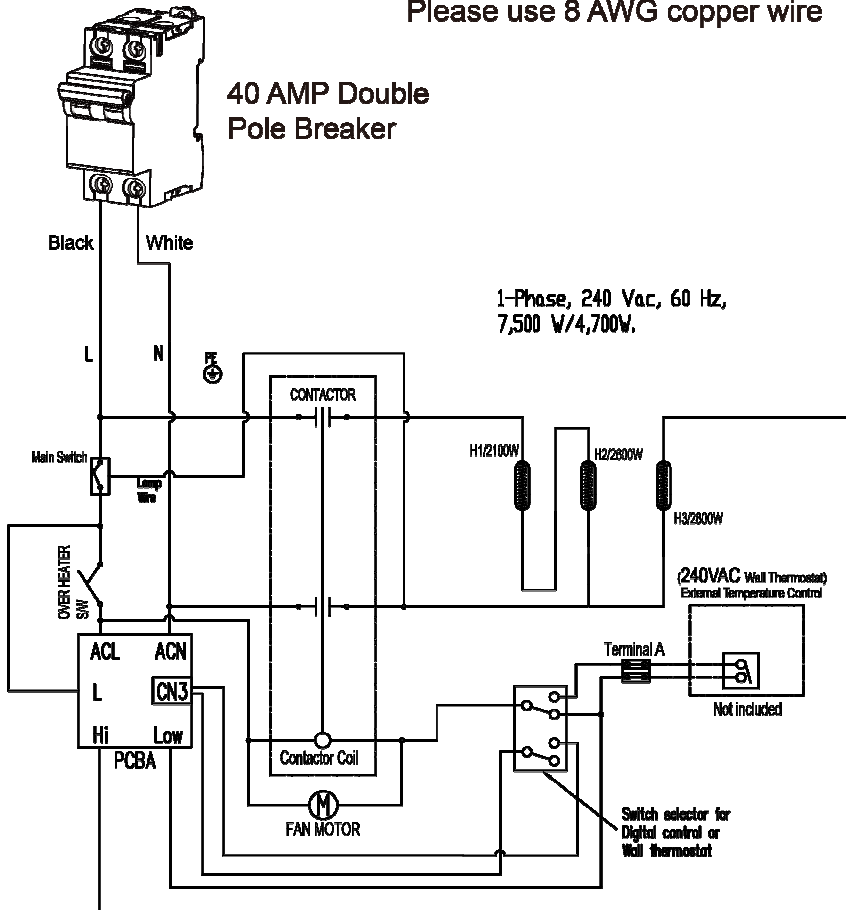 Please use 8 AWG copper wire
40 AMP Double
Pole Breaker
Black
White
1-Phase, 240 Vac, 60 Hz,
7,500 W/4,700W.
L
N
PE
CONTACTOR
Main Switch
Lamp
Wire
H1/2100W
H2/2600W
H3/2800W
OVER HEATER
S/W
(240VAC Wall Thermostat)
External Temperature Control
ACL
ACN
Terminal A
L
CN3
Not included
Hi
Low
PCBA
Contactor Coil
M
FAN MOTOR
Switch selector for
Digital control or
Wall thermostat